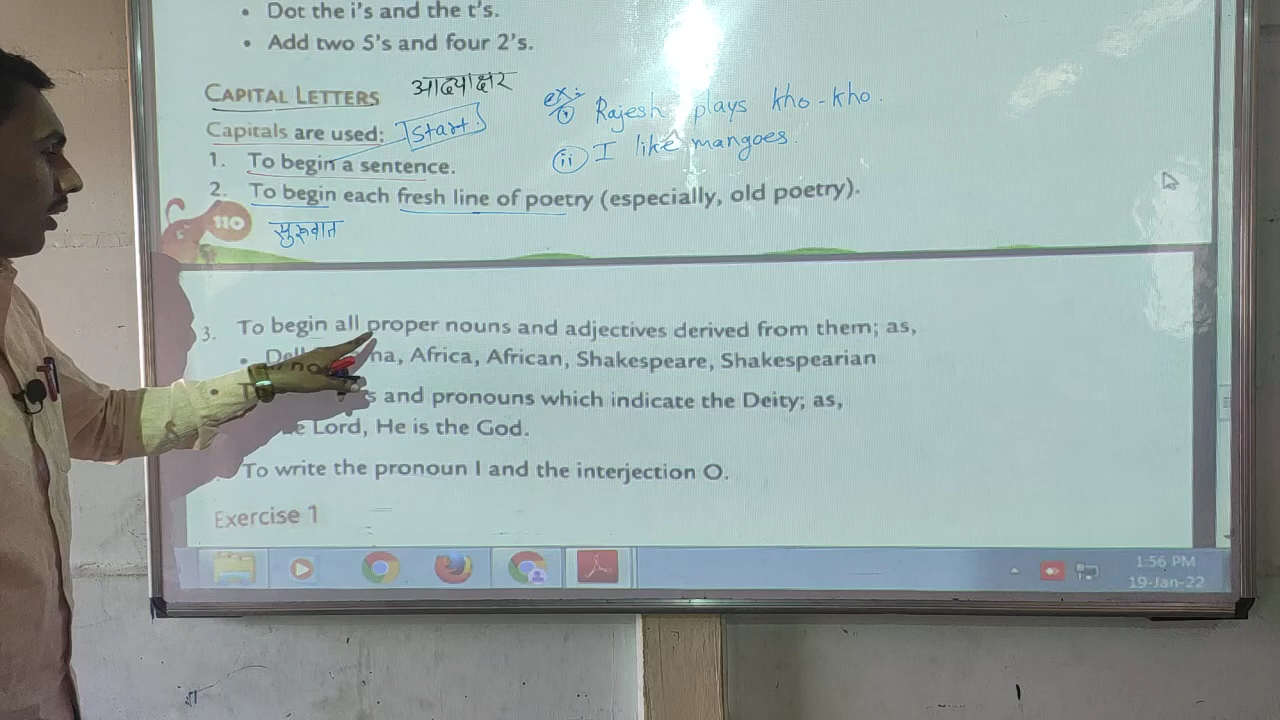 • Dot the i's and the t's.
• Add two 5's and four 2's.
CAPITAL LETTERS आद्याक्षर
ex:
(i) Rajesh plays kho-kho.
Capitals are used: Start.
(ii) I like mangoes.
1. To begin a sentence.
2. To begin each fresh line of poetry (especially, old poetry).
110 सुरुवात
3. To begin all proper nouns and adjectives derived from them; as,
• Africa, African, Shakespeare, Shakespearian
• and pronouns which indicate the Deity; as,
Lord, He is the God.
To write the pronoun I and the interjection O.
Exercise 1
1:56 PM
19-Jan-22